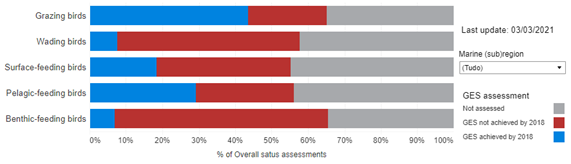 Grazing birds
Wading birds
Surface-feeding birds
Pelagic-feeding birds
Benthic-feeding birds
0% 10% 20% 30% 40% 50% 60% 70% 80% 90% 100%
% of Overall satus assessments
Last update: 03/03/2021
Marine (sub)region
(Tudo)
GES assessment
Not assessed
GES not achieved by 2018
GES achieved by 2018